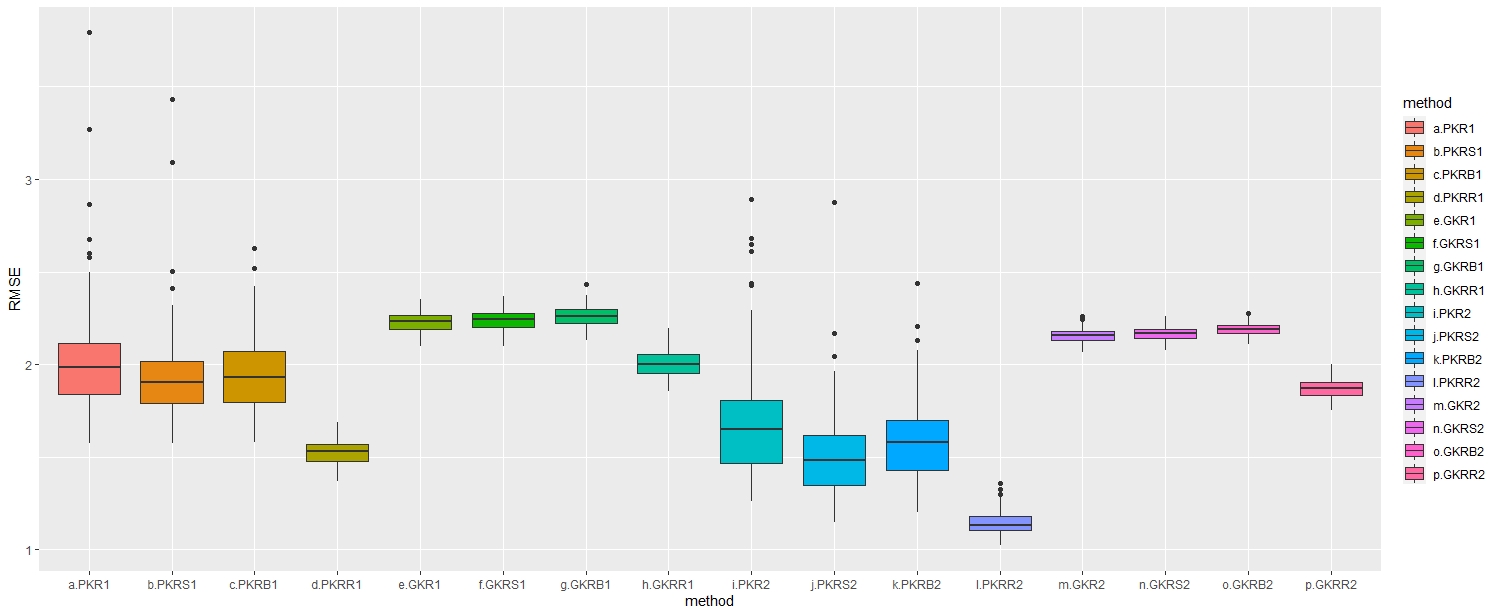 RMSE
3
2
1
a.PKR1 b.PKRS1 c.PKRB1 d.PKRR1 e.GKR1 f.GKRS1 g.GKRB1 h.GKRR1 i.PKR2 j.PKRS2 k.PKRB2 l.PKRR2 m.GKR2 n.GKRS2 o.GKRB2 p.GKRR2
method
method
a.PKR1
b.PKRS1
c.PKRB1
d.PKRR1
e.GKR1
f.GKRS1
g.GKRB1
h.GKRR1
i.PKR2
j.PKRS2
k.PKRB2
l.PKRR2
m.GKR2
n.GKRS2
o.GKRB2
p.GKRR2